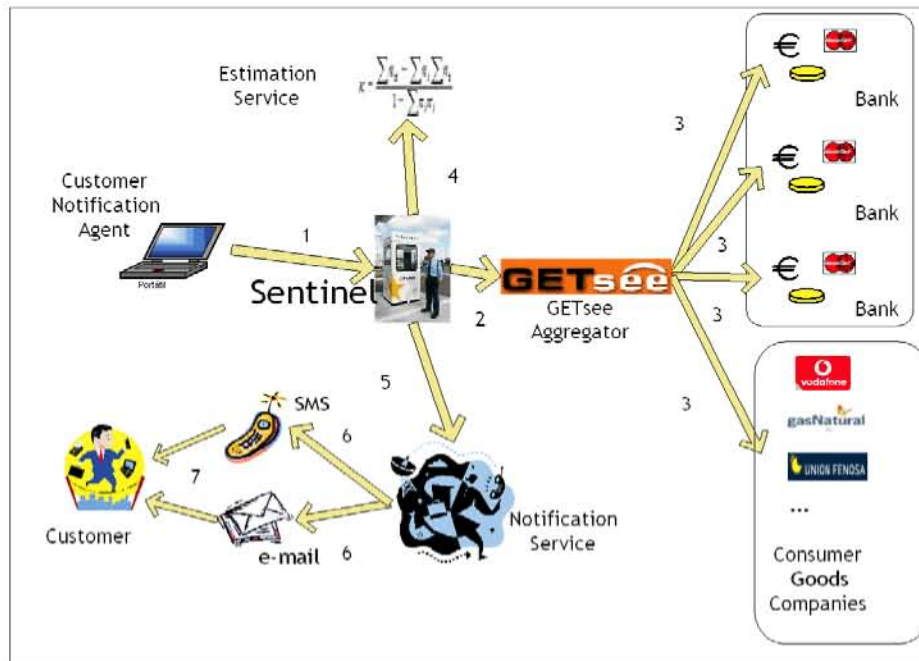 Estimation
Service
Customer
Notification
Agent
Portátil
1
4
Sentinel
2
GETsee
GETsee
Aggregator
3
3
3
3
€
Bank
€
Bank
€
Bank
vodafone
gasNatural
UNION FENOSA
...
Consumer
Goods
Companies
5
SMS
6
7
Customer
e-mail
6
Notification
Service